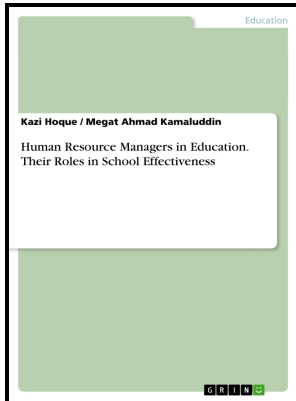 Education
Kazi Hoque / Megat Ahmad Kamaluddin
Human Resource Managers in Education.
Their Roles in School Effectiveness
GRIN